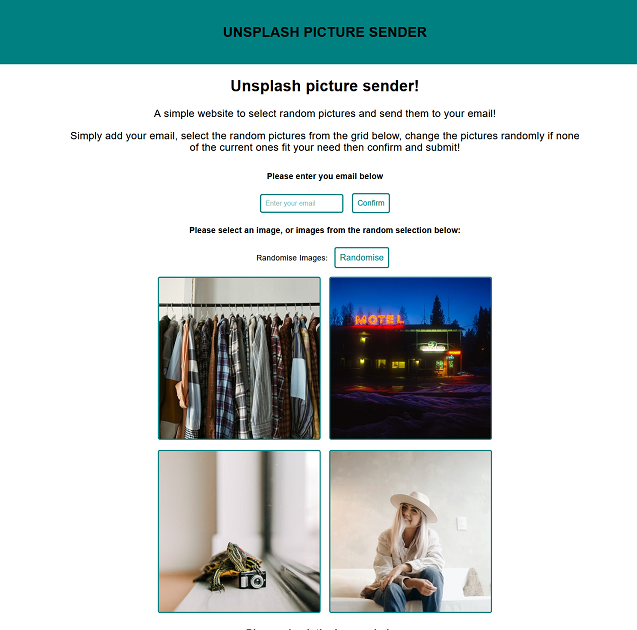 UNSPLASH PICTURE SENDER
Unsplash picture sender!
A simple website to select random pictures and send them to your email!
Simply add your email, select the random pictures from the grid below, change the pictures randomly if none
of the current ones fit your need then confirm and submit!
Please enter you email below
Enter your email
Confirm
Please select an image, or images from the random selection below:
Randomise Images:
Randomise
MOTEL